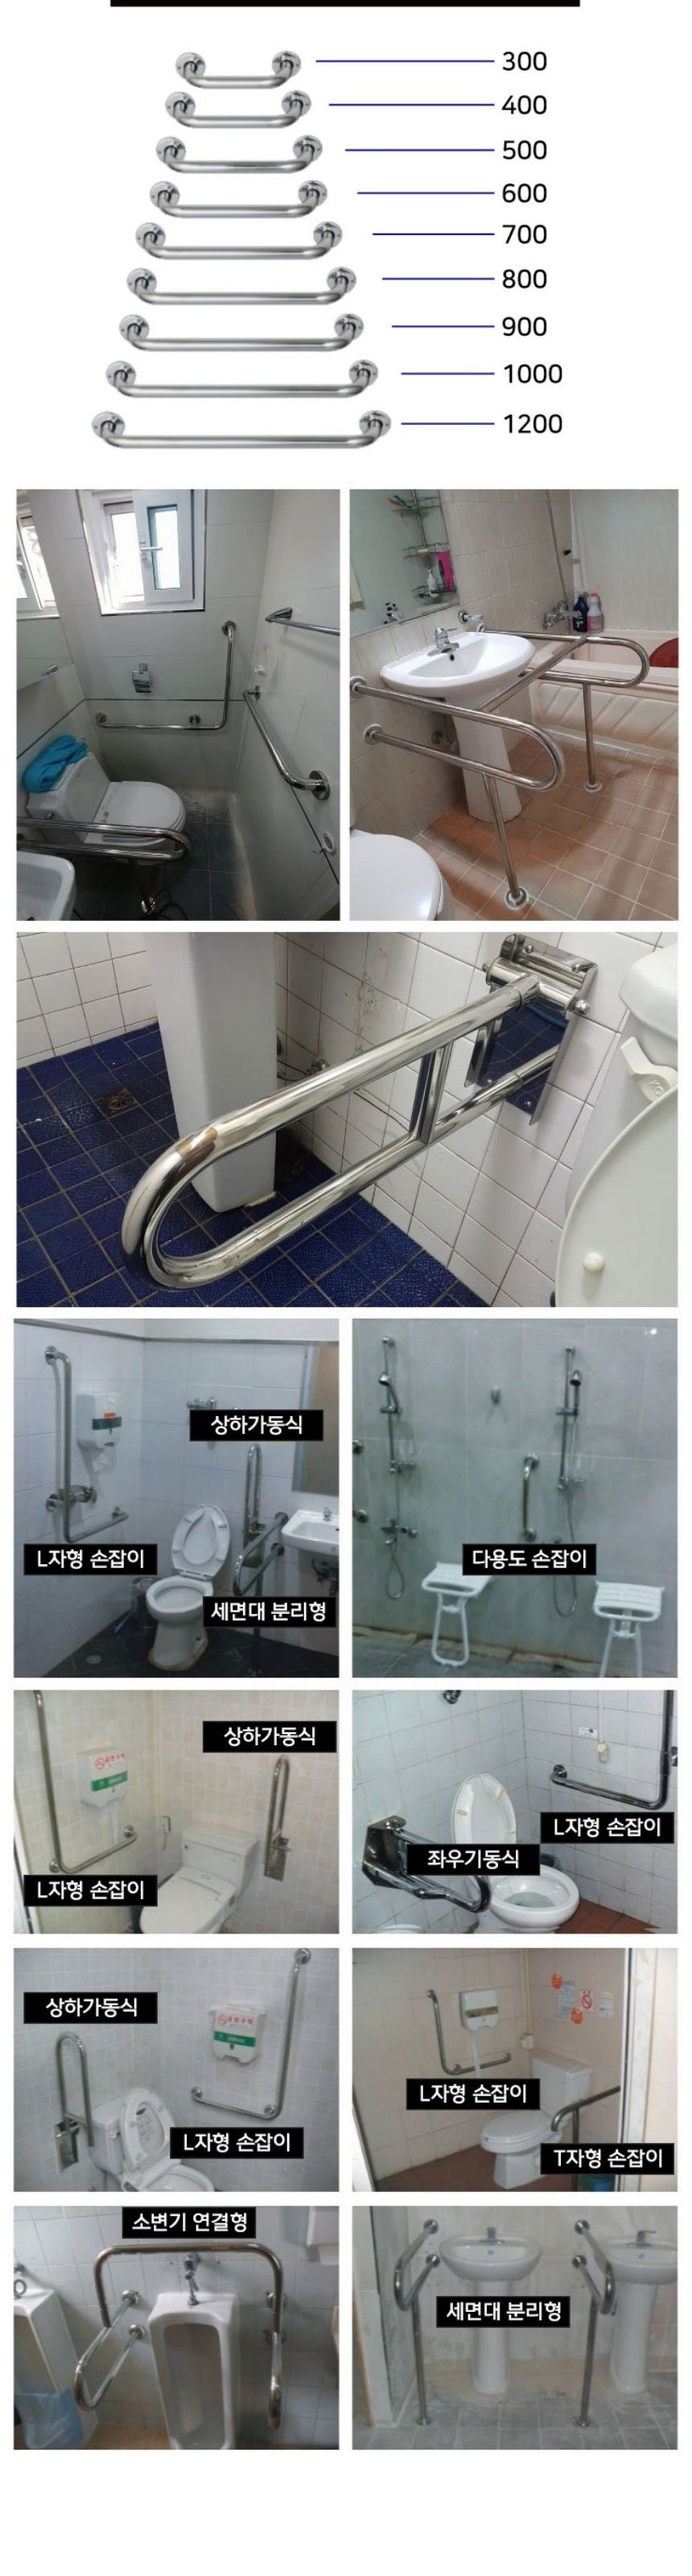 300
400
500
600
700
800
900
1000
1200
상하가동식
L자형 손잡이
세면대 분리형
다용도 손잡이
상하가동식
L자형 손잡이
L자형 손잡이
좌우기동식
상하가동식
L자형 손잡이
L자형 손잡이
T자형 손잡이
소변기 연결형
세면대 분리형